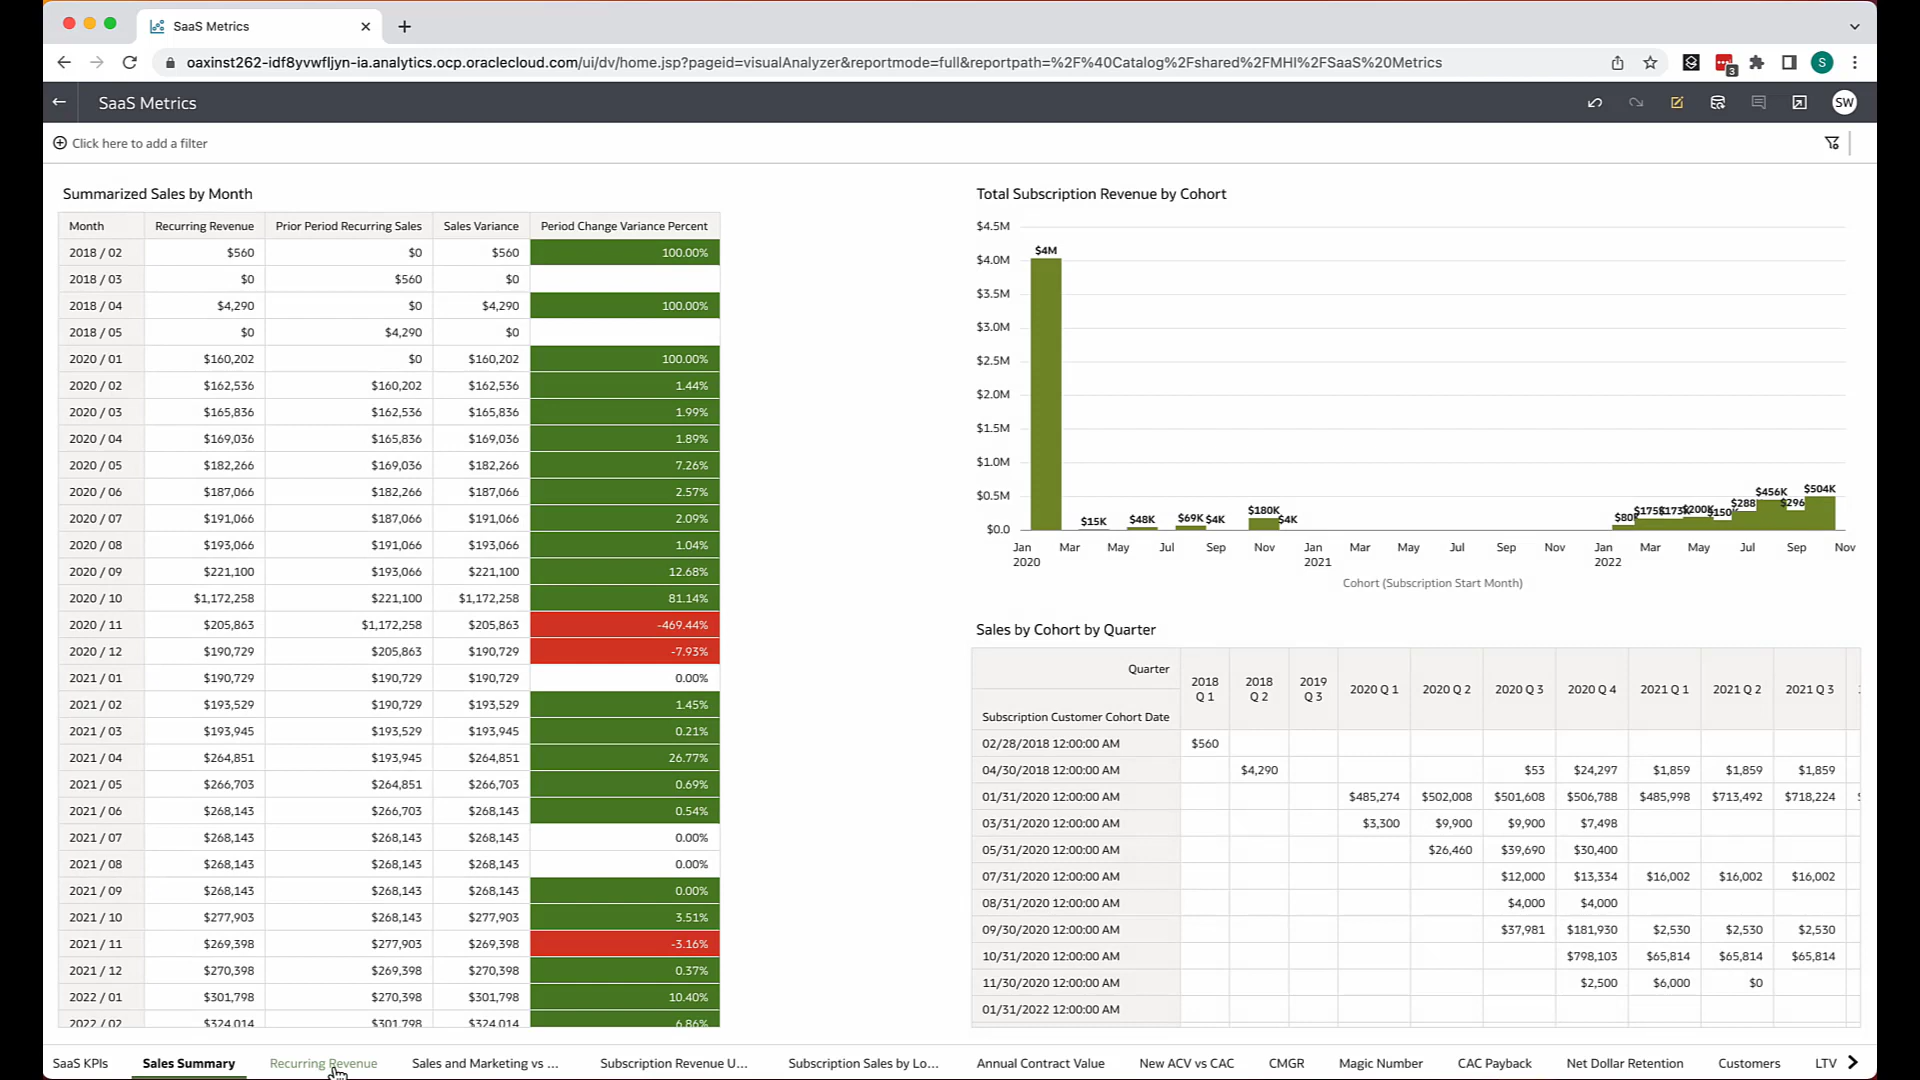 SaaS Metrics
oaxinst262-idf8yvwfljyn-ia.analytics.ocp.oraclecloud.com/ui/dv/home.jsp?pageid=visualAnalyzer&reportmode=full&reportpath=%2F%40Catalog%2Fshared%2FMHI%2FSaaS%20Metrics
3
S
SaaS Metrics
SW
Click here to add a filter
Summarized Sales by Month
Month Recurring Revenue Prior Period Recurring Sales Sales Variance Period Change Variance Percent
2018 / 02 $560 $0 $560 100.00%
2018 / 03 $0 $560 $0
2018 / 04 $4,290 $0 $4,290 100.00%
2018 / 05 $0 $4,290 $0
2020 / 01 $160,202 $0 $160,202 100.00%
2020 / 02 $162,536 $160,202 $162,536 1.44%
2020 / 03 $165,836 $162,536 $165,836 1.99%
2020 / 04 $169,036 $165,836 $169,036 1.89%
2020 / 05 $182,266 $169,036 $182,266 7.26%
2020 / 06 $187,066 $182,266 $187,066 2.57%
2020 / 07 $191,066 $187,066 $191,066 2.09%
2020 / 08 $193,066 $191,066 $193,066 1.04%
2020 / 09 $221,100 $193,066 $221,100 12.68%
2020 / 10 $1,172,258 $221,100 $1,172,258 81.14%
2020 / 11 $205,863 $1,172,258 $205,863 -469.44%
2020 / 12 $190,729 $205,863 $190,729 -7.93%
2021 / 01 $190,729 $190,729 $190,729 0.00%
2021 / 02 $193,529 $190,729 $193,529 1.45%
2021 / 03 $193,945 $193,529 $193,945 0.21%
2021 / 04 $264,851 $193,945 $264,851 26.77%
2021 / 05 $266,703 $264,851 $266,703 0.69%
2021 / 06 $268,143 $266,703 $268,143 0.54%
2021 / 07 $268,143 $268,143 $268,143 0.00%
2021 / 08 $268,143 $268,143 $268,143 0.00%
2021 / 09 $268,143 $268,143 $268,143 0.00%
2021 / 10 $277,903 $268,143 $277,903 3.51%
2021 / 11 $269,398 $277,903 $269,398 -3.16%
2021 / 12 $270,398 $269,398 $270,398 0.37%
2022 / 01 $301,798 $270,398 $301,798 10.40%
2022 / 02 $324,014 $301,798 $324,014 6.86%
Total Subscription Revenue by Cohort
$4.5M
$4.0M
$3.5M
$3.0M
$2.5M
$2.0M
$1.5M
$1.0M
$0.5M
$0.0
$4M $15K $48K $69K $4K $180K $4K $80K $175K $173K $200K $150K $288 $456K $296 $504K
Jan Mar May Jul Sep Nov Jan Mar May Jul Sep Nov Jan Mar May Jul Sep Nov
2020 2021 2022
Cohort (Subscription Start Month)
Sales by Cohort by Quarter
Quarter 2018 Q 1 2018 Q 2 2019 Q 3 2020 Q 1 2020 Q 2 2020 Q 3 2020 Q 4 2021 Q 1 2021 Q 2 2021 Q 3
Subscription Customer Cohort Date
02/28/2018 12:00:00 AM $560
04/30/2018 12:00:00 AM $4,290 $53 $24,297 $1,859 $1,859 $1,859
01/31/2020 12:00:00 AM $485,274 $502,008 $501,608 $506,788 $485,998 $713,492 $718,224
03/31/2020 12:00:00 AM $3,300 $9,900 $9,900 $7,498
05/31/2020 12:00:00 AM $26,460 $39,690 $30,400
07/31/2020 12:00:00 AM $12,000 $13,334 $16,002 $16,002 $16,002
08/31/2020 12:00:00 AM $4,000 $4,000
09/30/2020 12:00:00 AM $37,981 $181,930 $2,530 $2,530 $2,530
10/31/2020 12:00:00 AM $798,103 $65,814 $65,814 $65,814
11/30/2020 12:00:00 AM $2,500 $6,000 $0
01/31/2022 12:00:00 AM
SaaS KPIs Sales Summary Recurring Revenue Sales and Marketing vs ... Subscription Revenue U... Subscription Sales by Lo... Annual Contract Value New ACV vs CAC CMGR Magic Number CAC Payback Net Dollar Retention Customers LTV